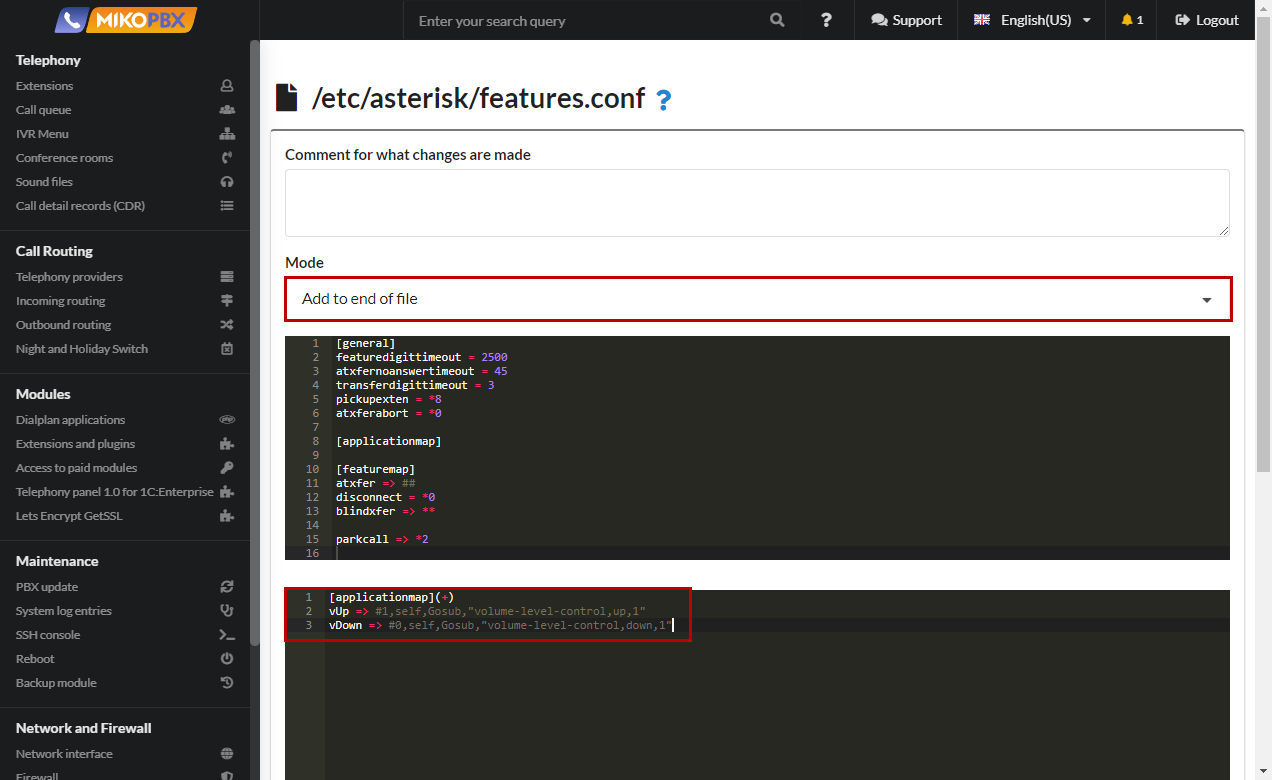 MIKOPBX
Enter your search query
?
Support
English(US)
1
Logout
Telephony
Extensions
Call queue
IVR Menu
Conference rooms
Sound files
Call detail records (CDR)
Call Routing
Telephony providers
Incoming routing
Outbound routing
Night and Holiday Switch
Modules
Dialplan applications
Extensions and plugins
Access to paid modules
Telephony panel 1.0 for 1C:Enterprise
Lets Encrypt GetSSL
Maintenance
PBX update
System log entries
SSH console
Reboot
Backup module
Network and Firewall
Network interface
Firewall
/etc/asterisk/features.conf ?
Comment for what changes are made
Mode
Add to end of file
1 [general]
2 featuredigittimeout = 2500
3 atxfernoanswertimeout = 45
4 transferdigittimeout = 3
5 pickupexten = *8
6 atxferabort = *0
7
8 [applicationmap]
9
10 [featuremap]
11 atxfer => ##
12 disconnect = *0
13 blindxfer => **
14
15 parkcall => *2
16
1 [applicationmap](+)
2 vUp => #1,self,Gosub,"volume-level-control,up,1"
3 vDown => #0,self,Gosub,"volume-level-control,down,1"